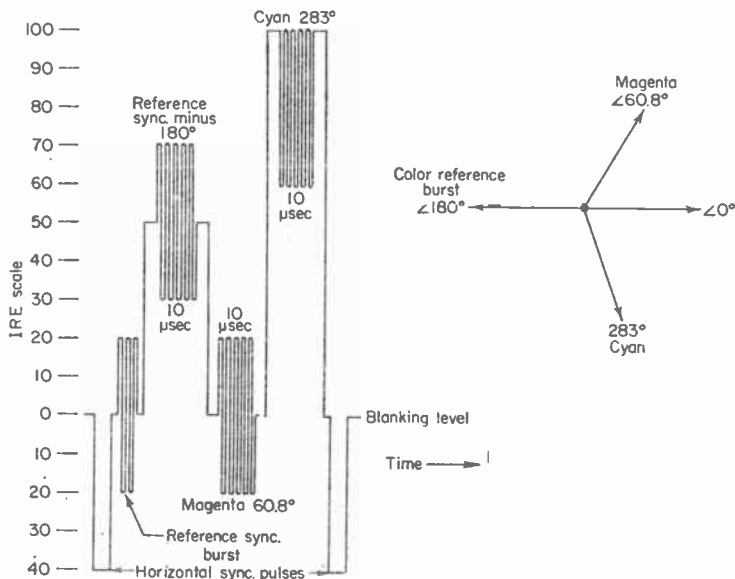 Cyan 283°
100
90
80
70
60
50
40
30
20
10
0
10
20
30
40
IRE scale
Reference
sync. minus
180°
10
μsec
10
μsec
10
μsec
Magenta 60.8°
Reference sync.
burst
Horizontal sync. pulses
Blanking level
Time
Magenta
∠60.8°
Color reference
burst
∠180°
∠0°
283°
Cyan